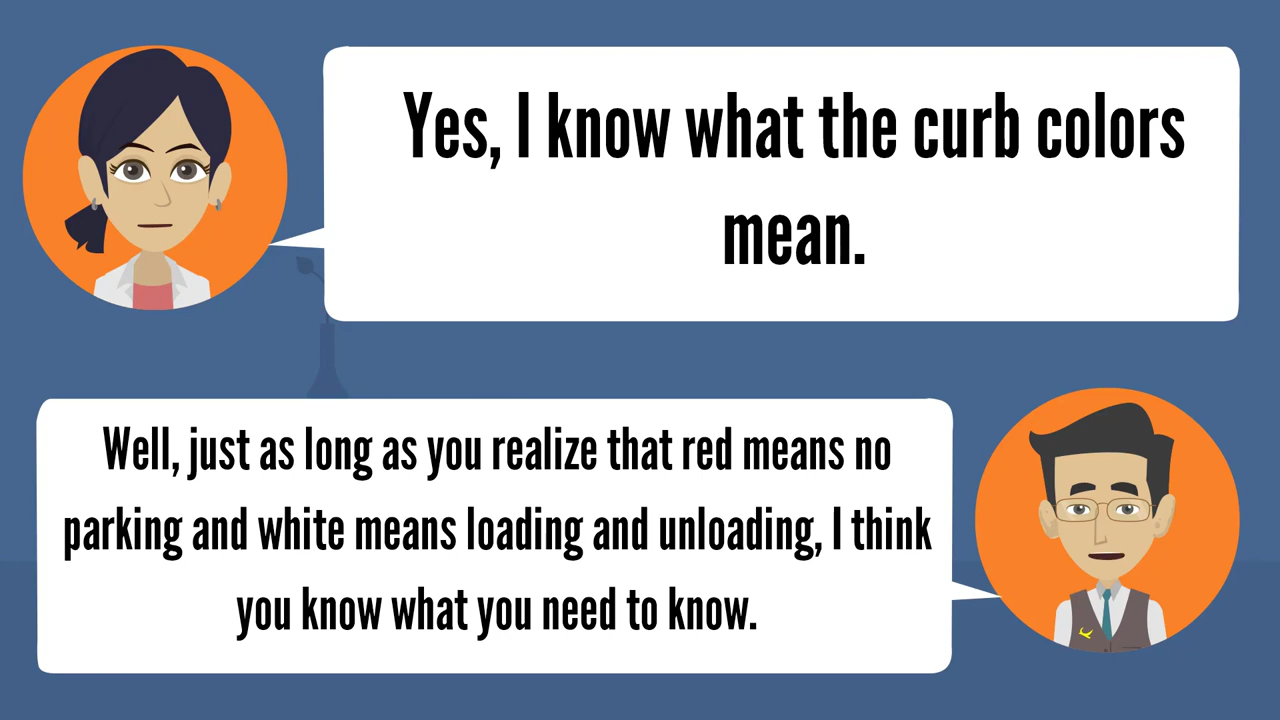 Yes, I know what the curb colors
mean.
Well, just as long as you realize that red means no
parking and white means loading and unloading, I think
you know what you need to know.